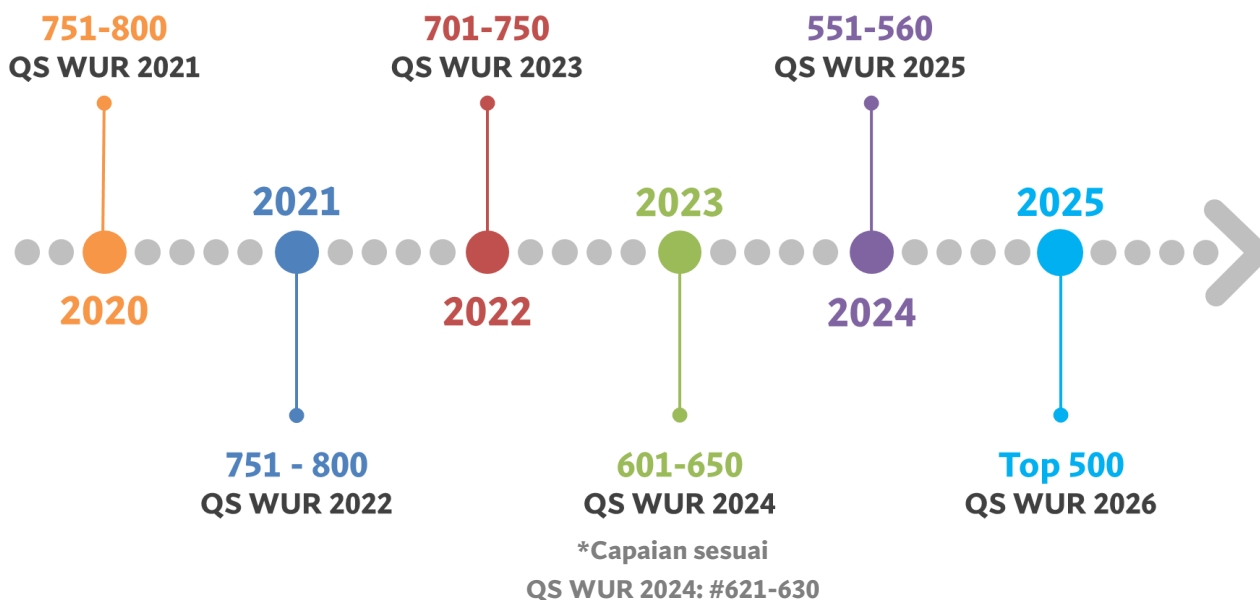 751-800
QS WUR 2021
701-750
QS WUR 2023
551-560
QS WUR 2025
2021
2023
2025
2020
2022
2024
751 - 800
QS WUR 2022
601-650
QS WUR 2024
Top 500
QS WUR 2026
*Capaian sesuai
QS WUR 2024: #621-630